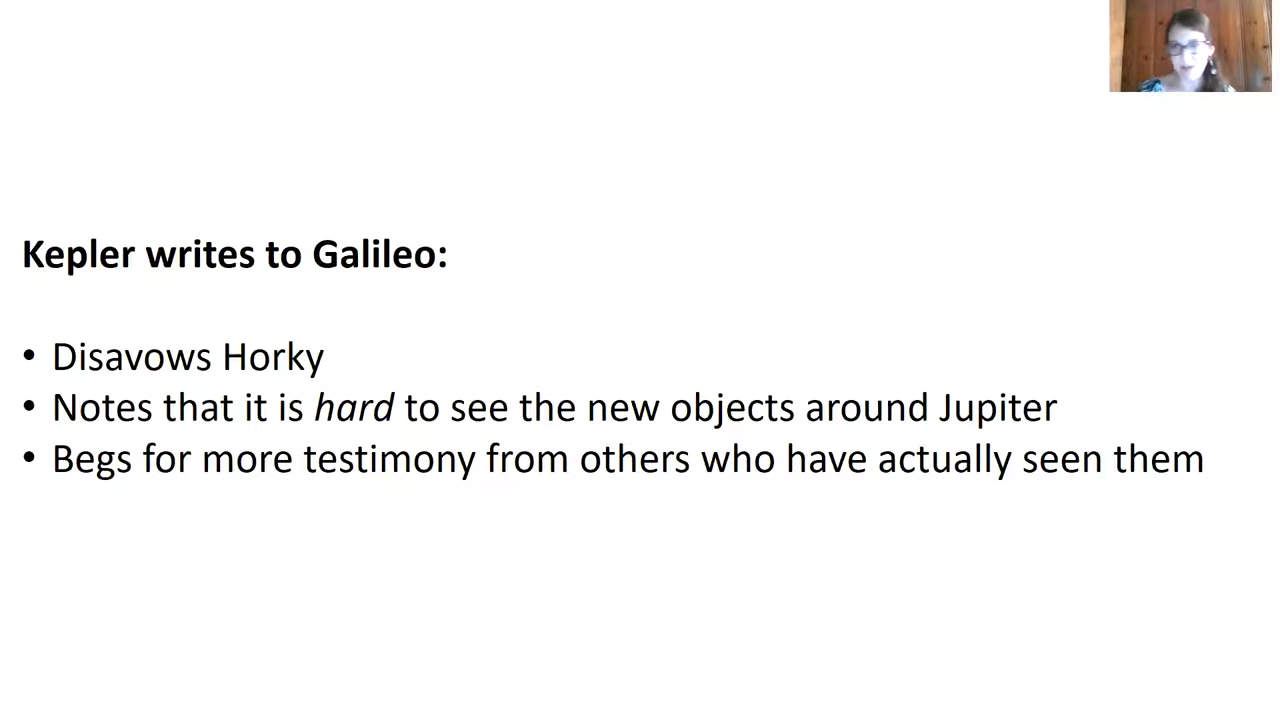 Kepler writes to Galileo:
• Disavows Horky
• Notes that it is hard to see the new objects around Jupiter
• Begs for more testimony from others who have actually seen them